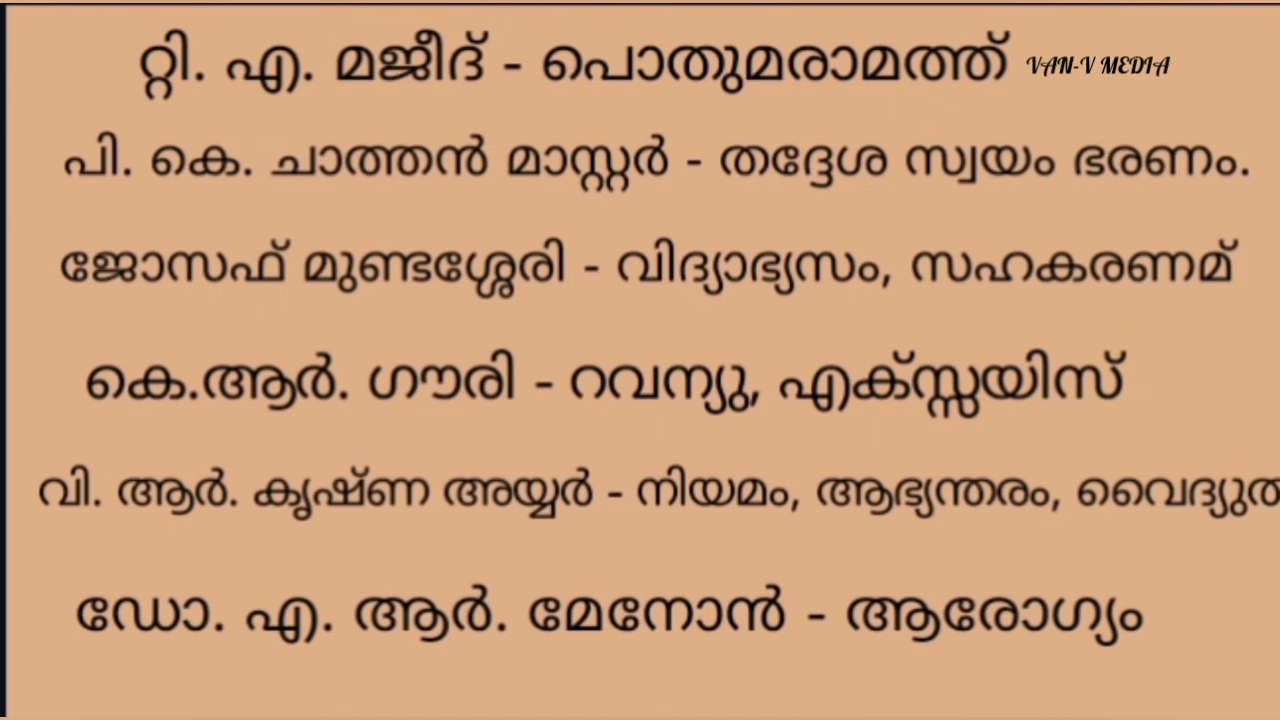 റ്റി. എ. മജീദ് - പൊതുമരാമത്ത് VAN-V MEDIA
പി. കെ. ചാത്തൻ മാസ്റ്റർ - തദ്ദേശ സ്വയം ഭരണം.
ജോസഫ് മുണ്ടശ്ശേരി - വിദ്യാഭ്യസം, സഹകരണമ്
കെ.ആർ. ഗൗരി - റവന്യു, എക്സ്സയിസ്
വി. ആർ. കൃഷ്ണ അയ്യർ - നിയമം, ആഭ്യന്തരം,
ഡോ. എ. ആർ. മേനോൻ - ആരോഗ്യം